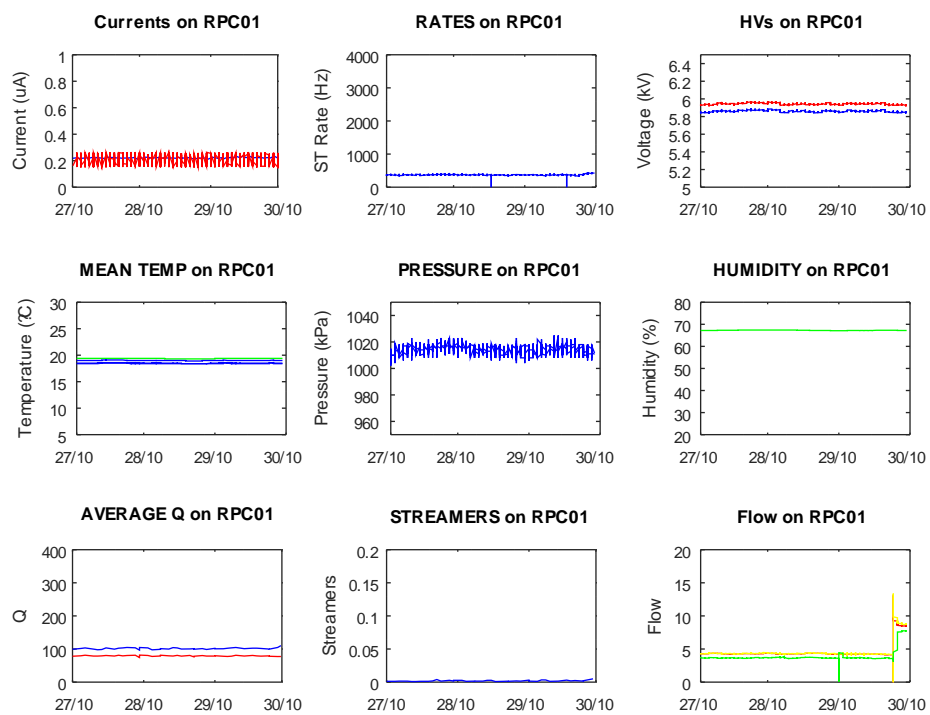 Currents on RPC01
RATES on RPC01
HVs on RPC01
Current (uA)
1
0.8
0.6
0.4
0.2
0
27/10 28/10 29/10 30/10
ST Rate (Hz)
4000
3000
2000
1000
0
27/10 28/10 29/10 30/10
Voltage (kV)
6.4
6.2
6
5.8
5.6
5.4
5.2
5
27/10 28/10 29/10 30/10
MEAN TEMP on RPC01
PRESSURE on RPC01
HUMIDITY on RPC01
Temperature (?C)
30
25
20
15
10
5
27/10 28/10 29/10 30/10
Pressure (kPa)
1040
1020
1000
980
960
27/10 28/10 29/10 30/10
Humidity (%)
80
70
60
50
40
30
20
27/10 28/10 29/10 30/10
AVERAGE Q on RPC01
STREAMERS on RPC01
Flow on RPC01
Q
400
300
200
100
0
27/10 28/10 29/10 30/10
Streamers
0.2
0.15
0.1
0.05
0
27/10 28/10 29/10 30/10
Flow
20
15
10
5
0
27/10 28/10 29/10 30/10